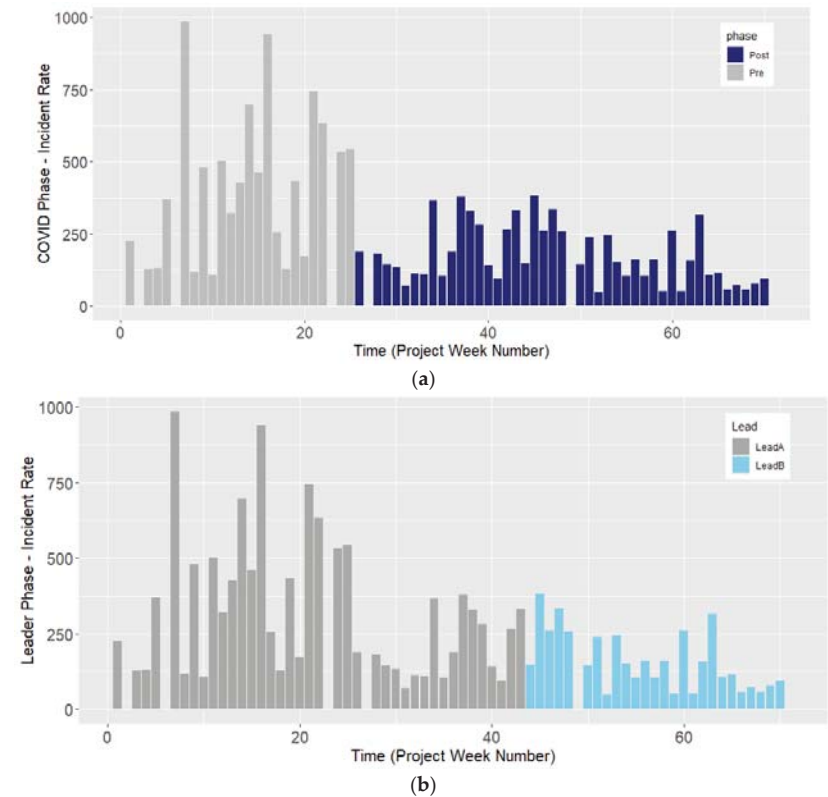 1000
750
500
250
0
COVID Phase - Incident Rate
phase
Post
Pre
0 20 40 60
Time (Project Week Number)
(a)
1000
750
500
250
0
Leader Phase - Incident Rate
Lead
LeadA
LeadB
0 20 40 60
Time (Project Week Number)
(b)